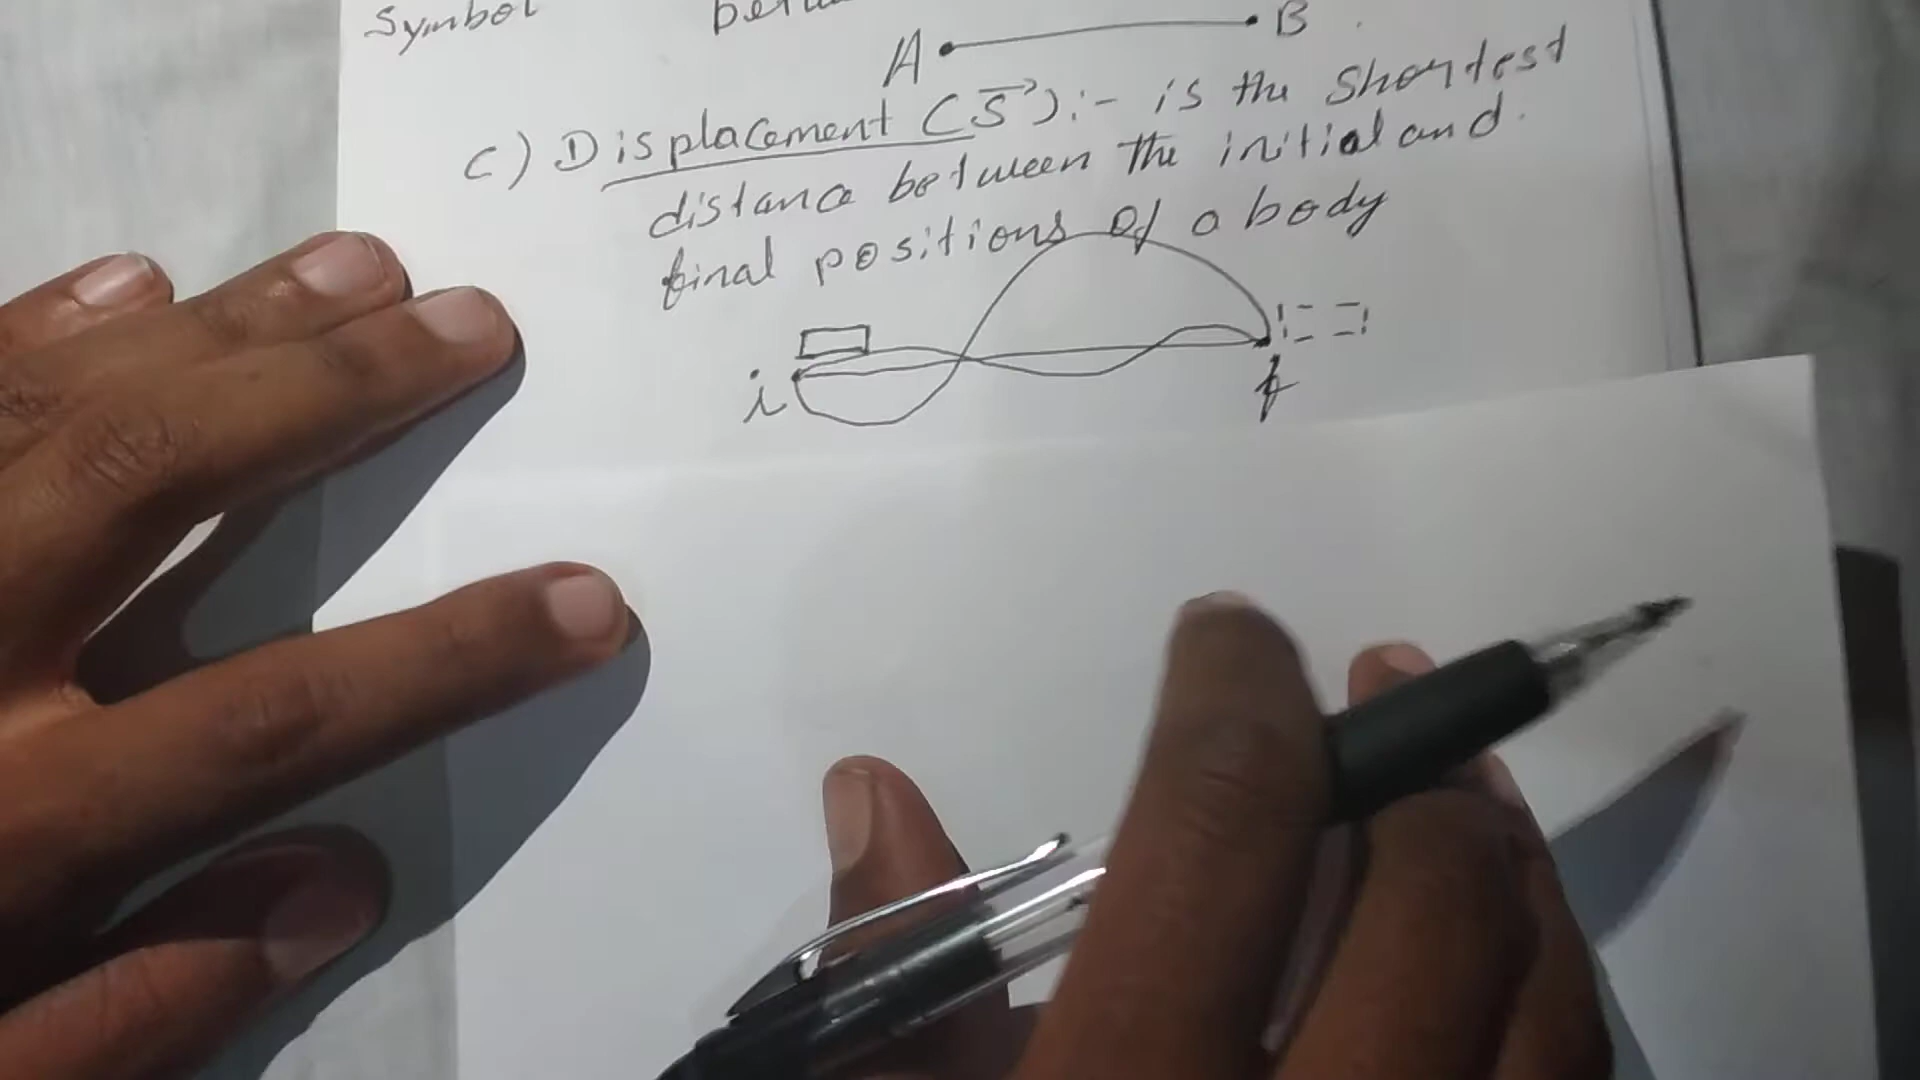 Symbol
A B
C) Displacement (S⃗):- is the Shortest
distance between the initial and
final positions of a body
i f